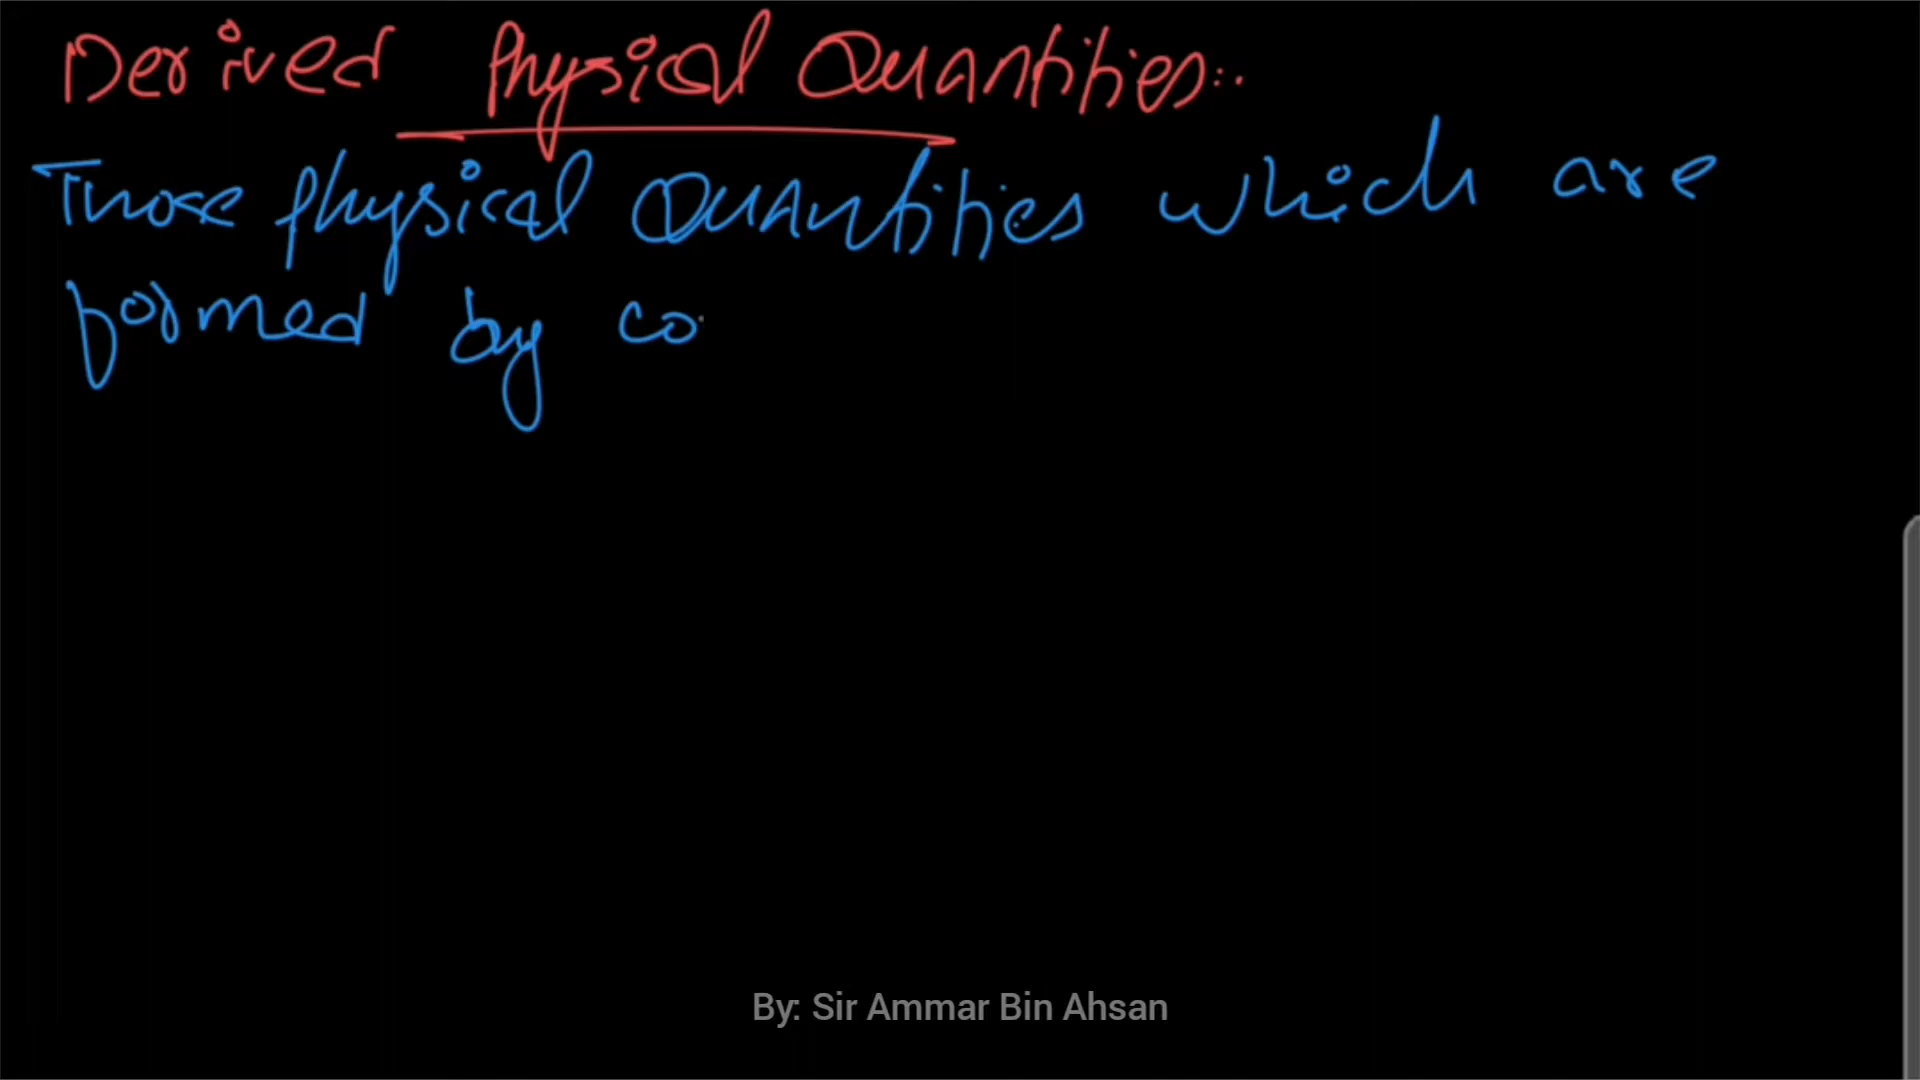 Derived Physical Quantities:.
Those physical Quantities which are
formed by co
By: Sir Ammar Bin Ahsan